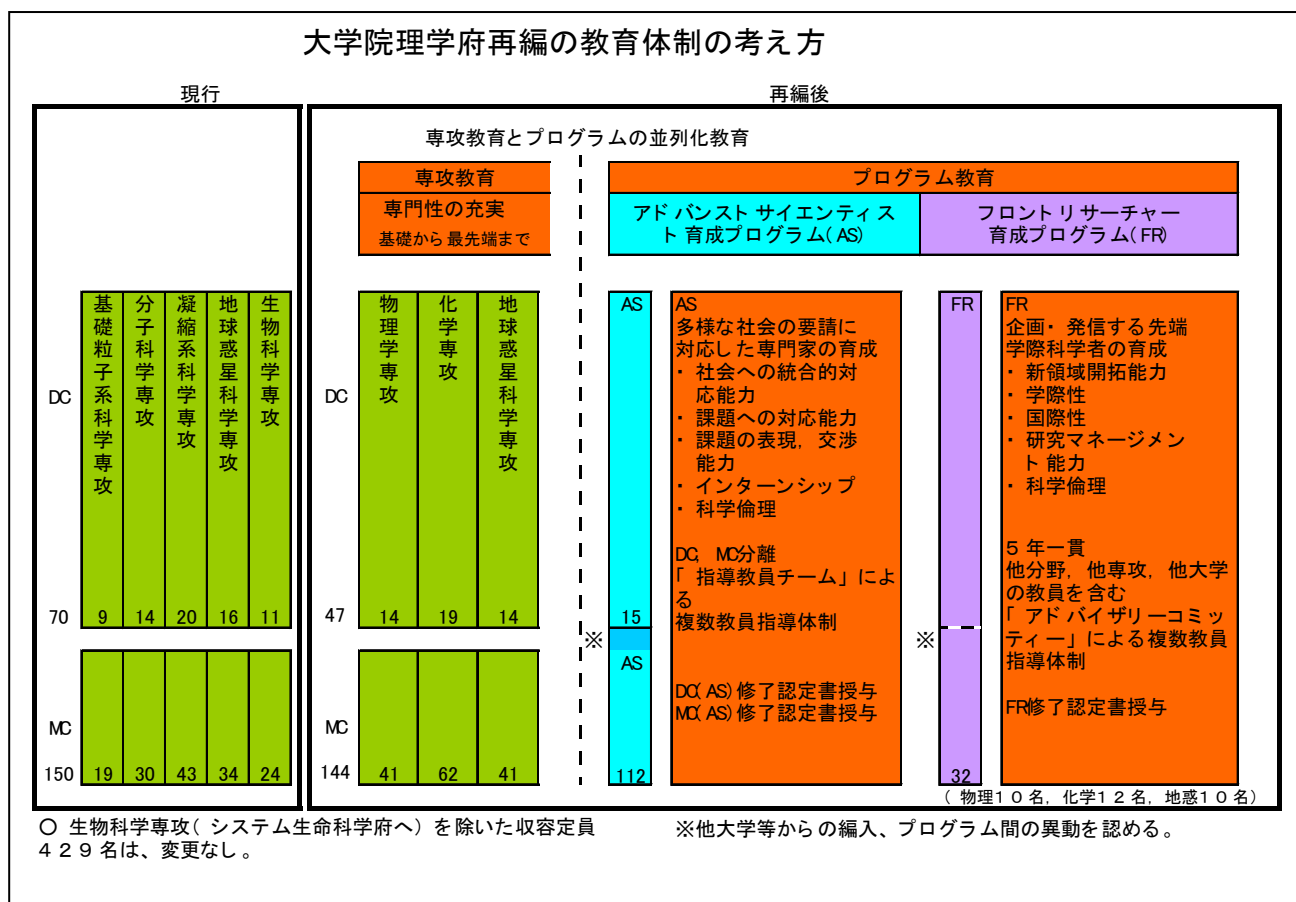 大学院理学府再編の教育体制の考え方
現行
再編後
専攻教育とプログラムの並列化教育
専攻教育
専門性の充実
基礎から最先端まで
プログラム教育
アドバンストサイエンティス
ト育成プログラム(AS)
フロントリサーチャー
育成プログラム(FR)
DC
70
基礎粒子系科学専攻
9
分子科学専攻
14
凝縮系科学専攻
20
地球惑星科学専攻
16
生物科学専攻
11
MC
150
19
30
43
34
24
DC
47
物理学専攻
14
化学専攻
19
地球惑星科学専攻
14
MC
144
41
62
41
AS
15
※
AS
112
AS
多様な社会の要請に
対応した専門家の育成
・社会への統合的対
応能力
・課題への対応能力
・課題の表現，交渉
能力
・インターンシップ
・科学倫理
DC，MC分離
「指導教員チーム」によ
る
複数教員指導体制
DC(AS)修了認定書授与
MC(AS)修了認定書授与
FR
※
32
FR
企画・発信する先端
学際科学者の育成
・新領域開拓能力
・学際性
・国際性
・研究マネージメン
ト能力
・科学倫理
5年一貫
他分野，他専攻，他大学
の教員を含む
「アドバイザリーコミッ
ティー」による複数教員
指導体制
FR修了認定書授与
(物理10名，化学12名，地惑10名)
○ 生物科学専攻(システム生命科学府へ)を除いた収容定員
429名は、変更なし。
※他大学等からの編入、プログラム間の異動を認める。